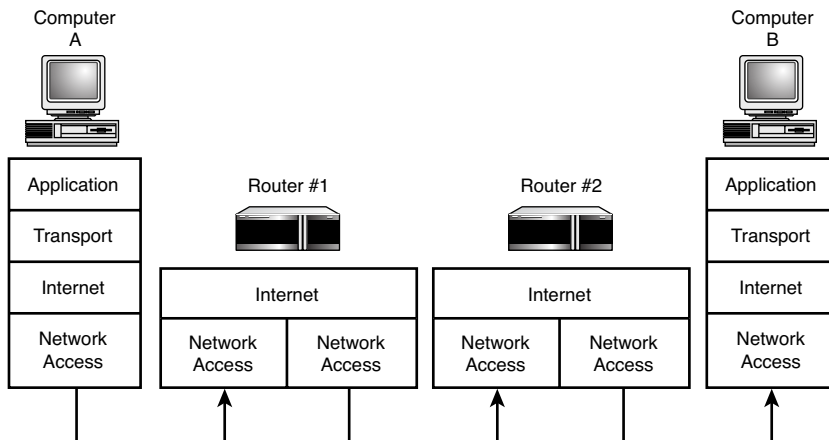 Computer
A
Computer
B
Application
Transport
Internet
Network
Access
Router #1
Internet
Network
Access
Network
Access
Router #2
Internet
Network
Access
Network
Access
Application
Transport
Internet
Network
Access